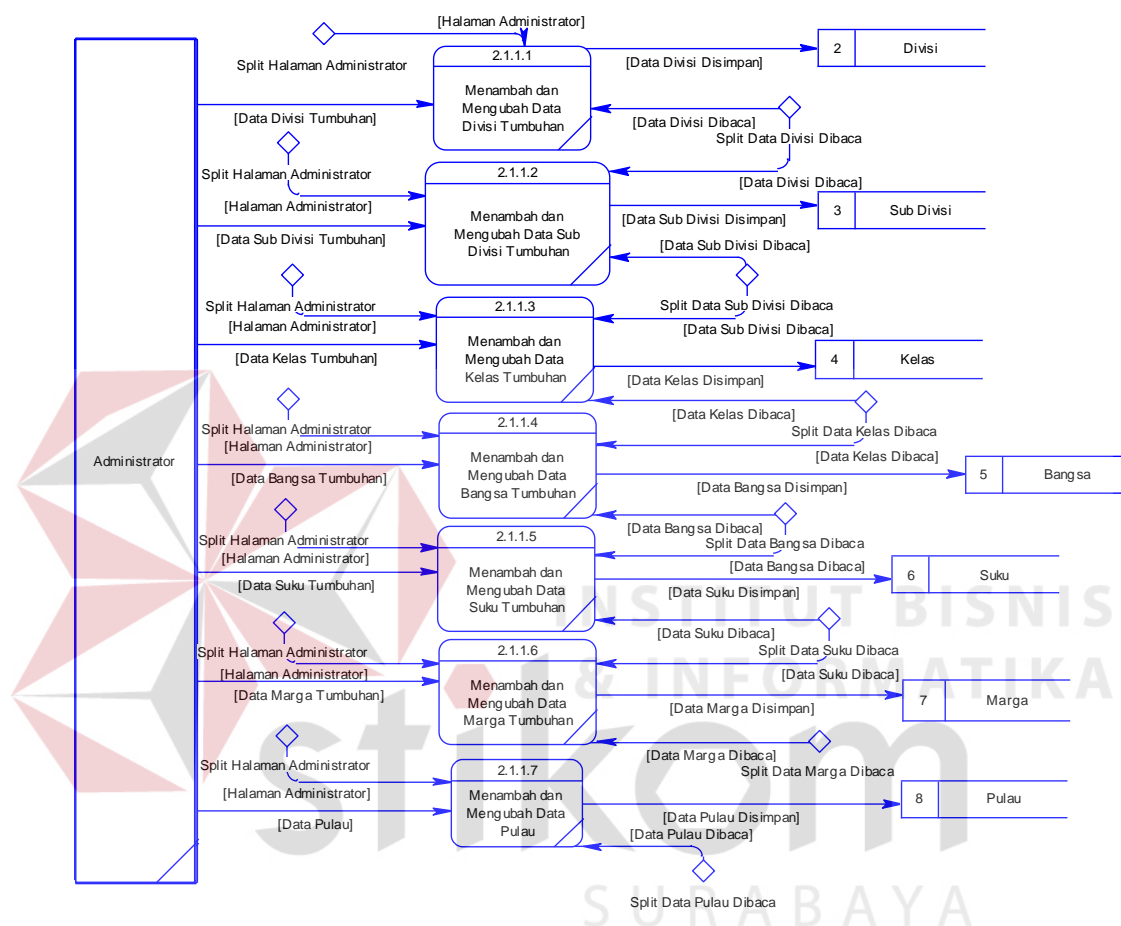 [Halaman Administrator]
Split Halaman Administrator
2.1.1.1
Menambah dan
Mengubah Data
Divisi Tumbuhan
[Data Divisi Disimpan]
2 Divisi
[Data Divisi Tumbuhan]
[Data Divisi Dibaca]
Split Data Divisi Dibaca
[Data Divisi Dibaca]
Split Halaman Administrator
[Halaman Administrator]
[Data Sub Divisi Tumbuhan]
2.1.1.2
Menambah dan
Mengubah Data Sub
Divisi Tumbuhan
[Data Sub Divisi Disimpan]
3 Sub Divisi
[Data Sub Divisi Dibaca]
Split Data Sub Divisi Dibaca
[Data Sub Divisi Dibaca]
Split Halaman Administrator
[Halaman Administrator]
[Data Kelas Tumbuhan]
2.1.1.3
Menambah dan
Mengubah Data
Kelas Tumbuhan
[Data Kelas Disimpan]
4 Kelas
[Data Kelas Dibaca]
Split Data Kelas Dibaca
[Data Kelas Dibaca]
Administrator
Split Halaman Administrator
[Halaman Administrator]
[Data Bangsa Tumbuhan]
2.1.1.4
Menambah dan
Mengubah Data
Bangsa Tumbuhan
[Data Bangsa Disimpan]
5 Bangsa
[Data Bangsa Dibaca]
Split Data Bangsa Dibaca
[Data Bangsa Dibaca]
Split Halaman Administrator
[Halaman Administrator]
[Data Suku Tumbuhan]
2.1.1.5
Menambah dan
Mengubah Data
Suku Tumbuhan
[Data Suku Disimpan]
6 Suku
[Data Suku Dibaca]
Split Data Suku Dibaca
[Data Suku Dibaca]
Split Halaman Administrator
[Halaman Administrator]
[Data Marga Tumbuhan]
2.1.1.6
Menambah dan
Mengubah Data
Marga Tumbuhan
[Data Marga Disimpan]
7 Marga
[Data Marga Dibaca]
Split Data Marga Dibaca
Split Halaman Administrator
[Halaman Administrator]
[Data Pulau]
2.1.1.7
Menambah dan
Mengubah Data
Pulau
[Data Pulau Disimpan]
8 Pulau
[Data Pulau Dibaca]
Split Data Pulau Dibaca
INSTITUT BISNIS
& INFORMATIKA
stikom
SURABAYA